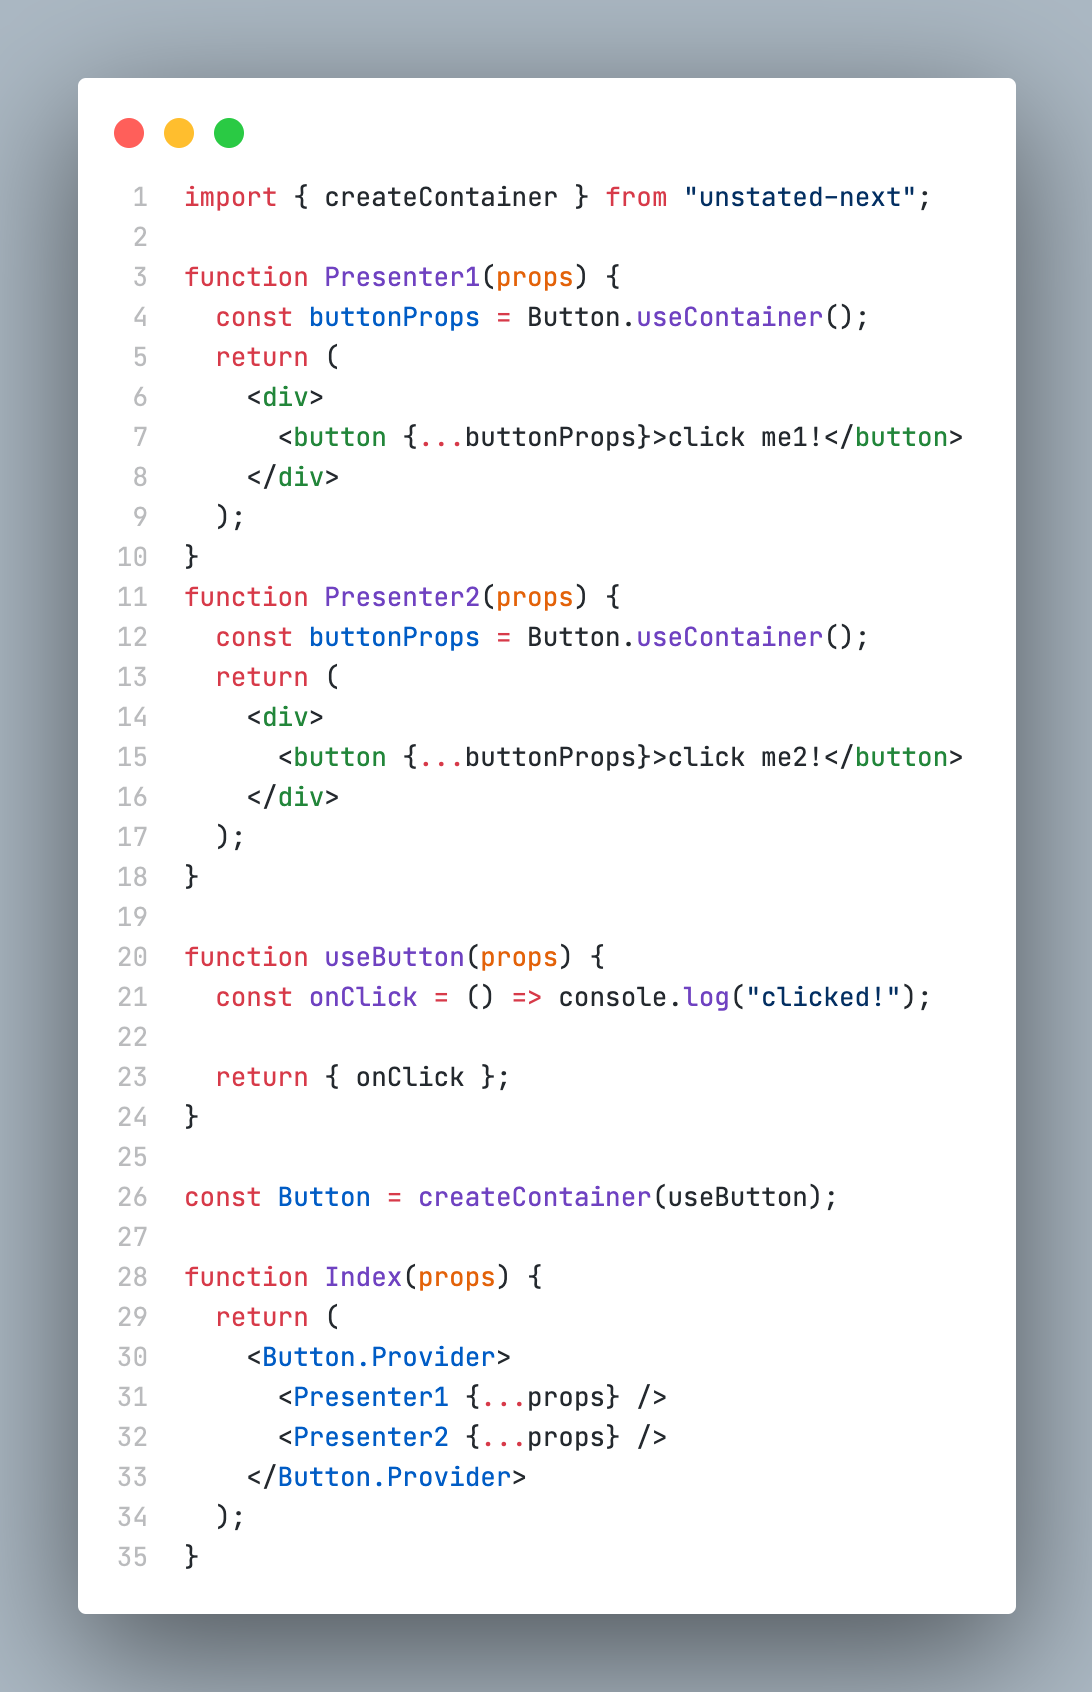 1 import { createContainer } from "unstated-next";
2
3 function Presenter1(props) {
4   const buttonProps = Button.useContainer();
5   return (
6     <div>
7       <button {...buttonProps}>click me1!</button>
8     </div>
9   );
10 }
11 function Presenter2(props) {
12   const buttonProps = Button.useContainer();
13   return (
14     <div>
15       <button {...buttonProps}>click me2!</button>
16     </div>
17   );
18 }
19
20 function useButton(props) {
21   const onClick = () => console.log("clicked!");
22
23   return { onClick };
24 }
25
26 const Button = createContainer(useButton);
27
28 function Index(props) {
29   return (
30     <Button.Provider>
31       <Presenter1 {...props} />
32       <Presenter2 {...props} />
33     </Button.Provider>
34   );
35 }